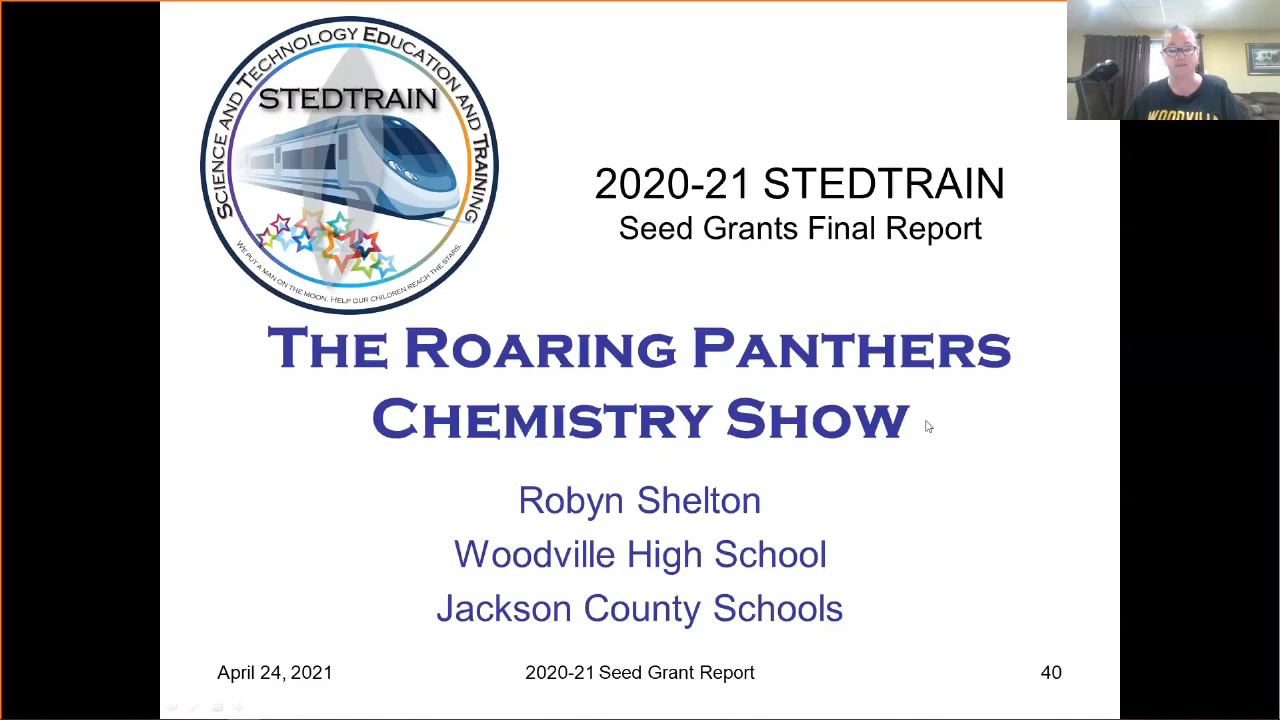 SCIENCE AND TECHNOLOGY EDUCATION AND TRAINING
STEDTRAIN
WE PUT A MAN ON THE MOON. HELP OUR CHILDREN REACH THE STARS.
WOODVILLE
2020-21 STEDTRAIN
Seed Grants Final Report
THE ROARING PANTHERS
CHEMISTRY SHOW
Robyn Shelton
Woodville High School
Jackson County Schools
April 24, 2021
2020-21 Seed Grant Report
40